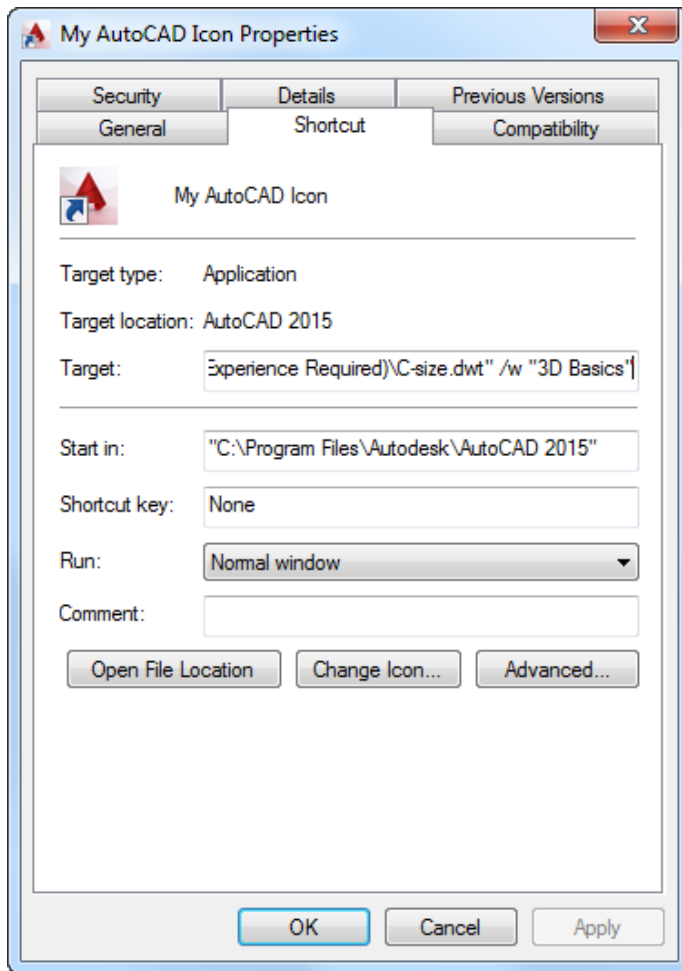 My AutoCAD Icon Properties
Security Details Previous Versions
General Shortcut Compatibility
My AutoCAD Icon
Target type: Application
Target location: AutoCAD 2015
Target: Experience Required)\C-size.dwt" /w "3D Basics"
Start in: "C:\Program Files\Autodesk\AutoCAD 2015"
Shortcut key: None
Run: Normal window
Comment:
Open File Location Change Icon... Advanced...
OK Cancel Apply